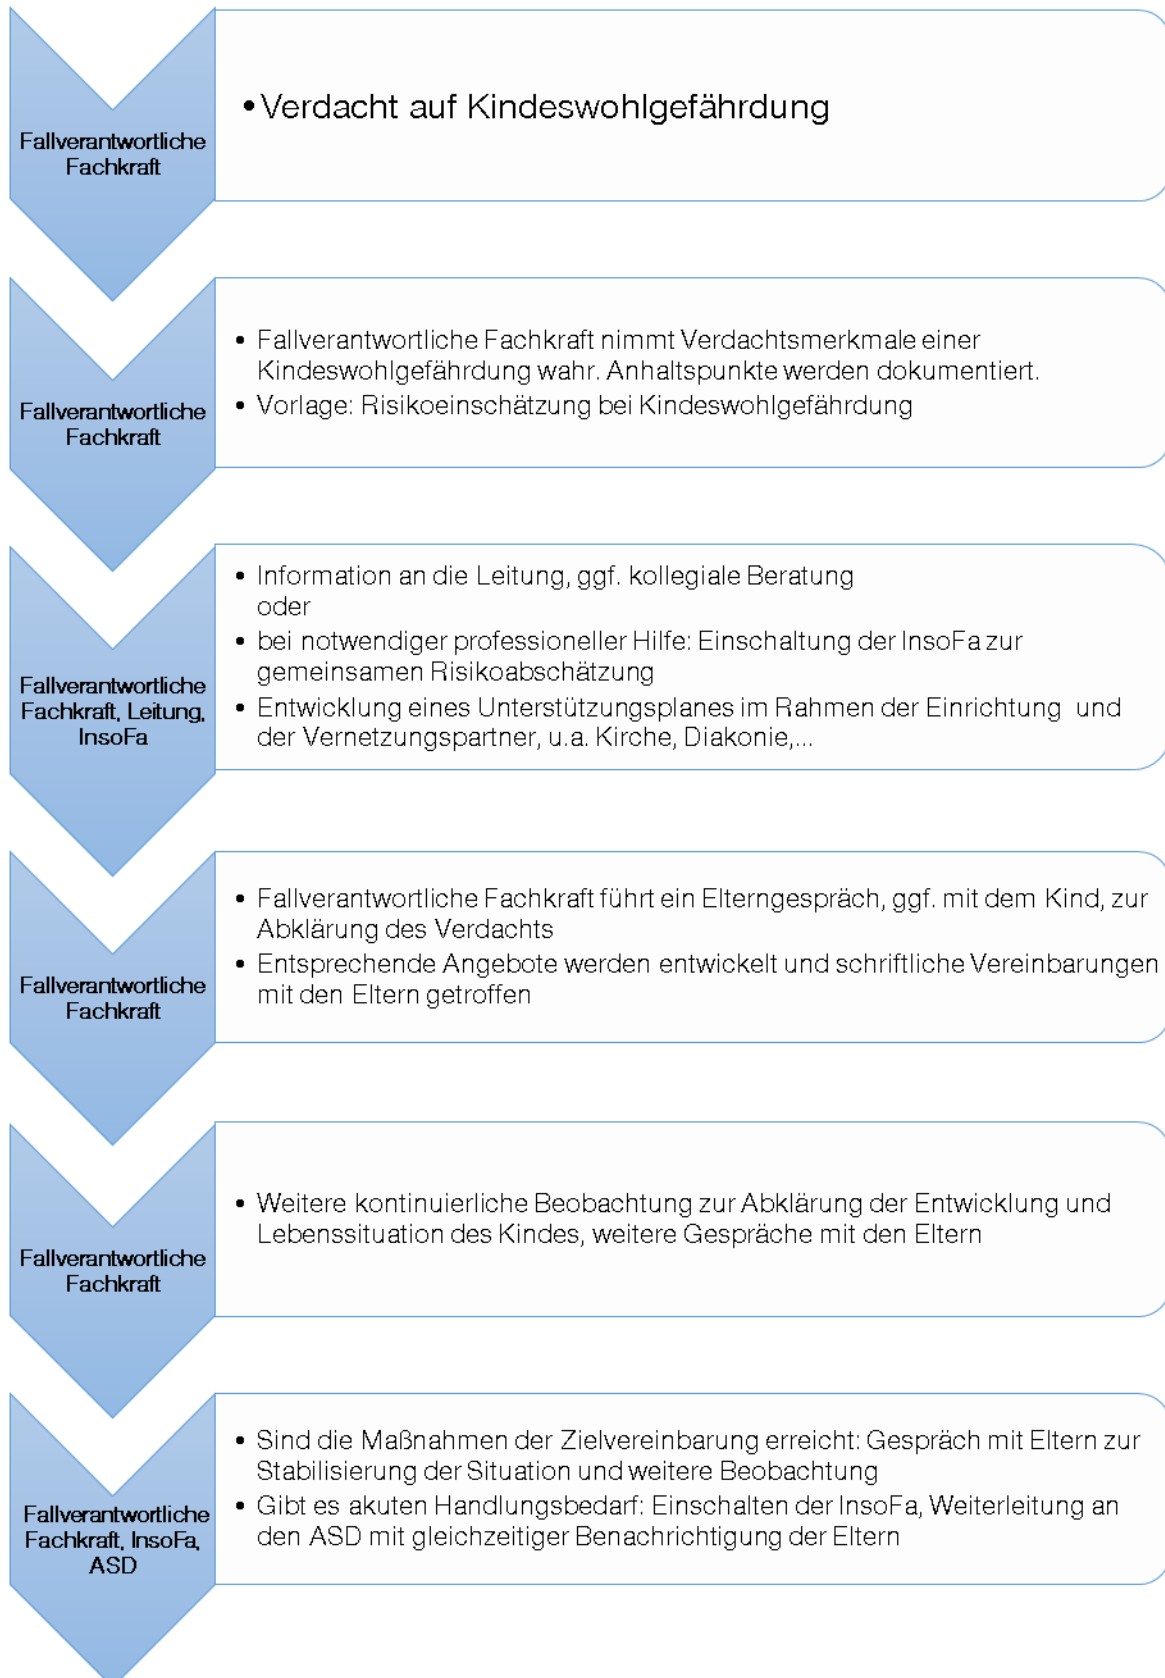 Fallverantwortliche
Fachkraft
• Verdacht auf Kindeswohlgefährdung
Fallverantwortliche
Fachkraft
• Fallverantwortliche Fachkraft nimmt Verdachtsmerkmale einer
Kindeswohlgefährdung wahr. Anhaltspunkte werden dokumentiert.
• Vorlage: Risikoeinschätzung bei Kindeswohlgefährdung
Fallverantwortliche
Fachkraft, Leitung,
InsoFa
• Information an die Leitung, ggf. kollegiale Beratung
oder
• bei notwendiger professioneller Hilfe: Einschaltung der InsoFa zur
gemeinsamen Risikoabschätzung
• Entwicklung eines Unterstützungsplanes im Rahmen der Einrichtung und
der Vernetzungspartner, u.a. Kirche, Diakonie,...
Fallverantwortliche
Fachkraft
• Fallverantwortliche Fachkraft führt ein Elterngespräch, ggf. mit dem Kind, zur
Abklärung des Verdachts
• Entsprechende Angebote werden entwickelt und schriftliche Vereinbarungen
mit den Eltern getroffen
Fallverantwortliche
Fachkraft
• Weitere kontinuierliche Beobachtung zur Abklärung der Entwicklung und
Lebenssituation des Kindes, weitere Gespräche mit den Eltern
Fallverantwortliche
Fachkraft, InsoFa,
ASD
• Sind die Maßnahmen der Zielvereinbarung erreicht: Gespräch mit Eltern zur
Stabilisierung der Situation und weitere Beobachtung
• Gibt es akuten Handlungsbedarf: Einschalten der InsoFa, Weiterleitung an
den ASD mit gleichzeitiger Benachrichtigung der Eltern